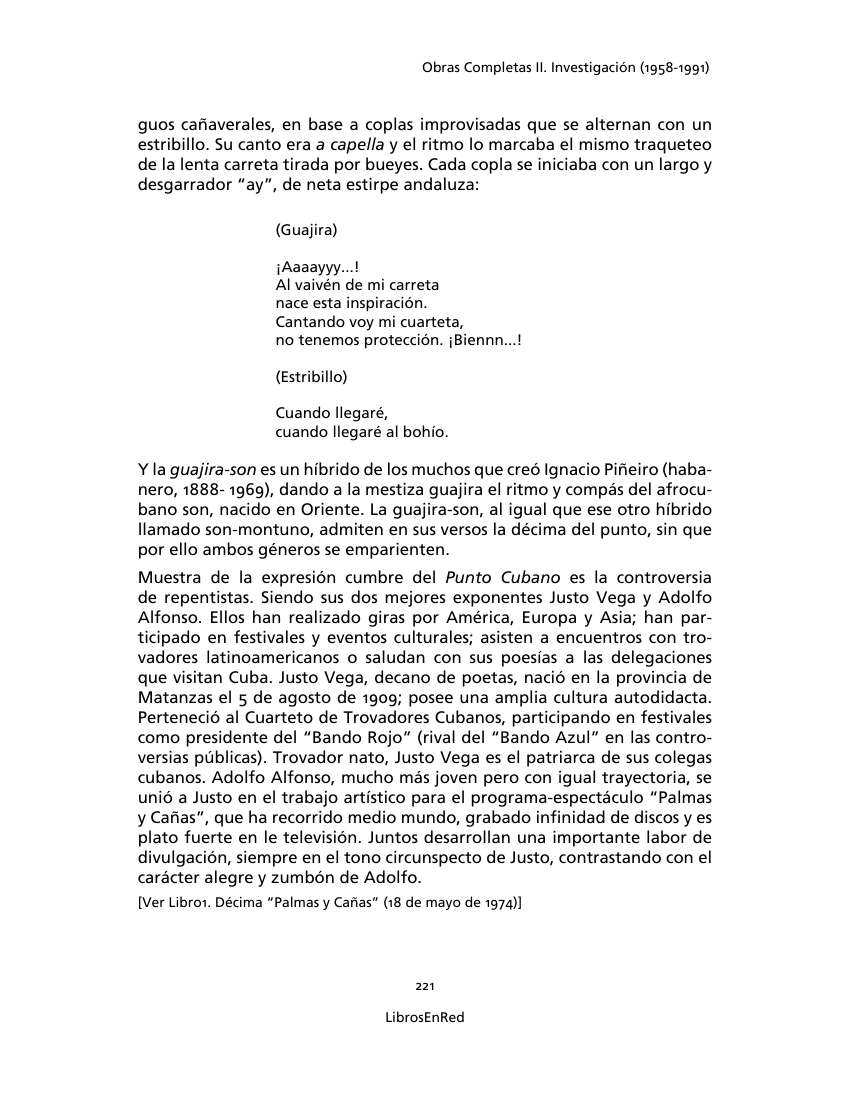 Obras Completas II. Investigación (1958-1991)
guos cañaverales, en base a coplas improvisadas que se alternan con un
estribillo. Su canto era a capella y el ritmo lo marcaba el mismo traqueteo
de la lenta carreta tirada por bueyes. Cada copla se iniciaba con un largo y
desgarrador “ay”, de neta estirpe andaluza:
(Guajira)
¡Aaaayyy...!
Al vaivén de mi carreta
nace esta inspiración.
Cantando voy mi cuarteta,
no tenemos protección. ¡Biennn...!
(Estribillo)
Cuando llegaré,
cuando llegaré al bohío.
Y la guajira-son es un híbrido de los muchos que creó Ignacio Piñeiro (haba-
nero, 1888- 1969), dando a la mestiza guajira el ritmo y compás del afrocu-
bano son, nacido en Oriente. La guajira-son, al igual que ese otro híbrido
llamado son-montuno, admiten en sus versos la décima del punto, sin que
por ello ambos géneros se emparienten.
Muestra de la expresión cumbre del Punto Cubano es la controversia
de repentistas. Siendo sus dos mejores exponentes Justo Vega y Adolfo
Alfonso. Ellos han realizado giras por América, Europa y Asia; han par-
ticipado en festivales y eventos culturales; asisten a encuentros con tro-
vadores latinoamericanos o saludan con sus poesías a las delegaciones
que visitan Cuba. Justo Vega, decano de poetas, nació en la provincia de
Matanzas el 5 de agosto de 1909; posee una amplia cultura autodidacta.
Perteneció al Cuarteto de Trovadores Cubanos, participando en festivales
como presidente del “Bando Rojo” (rival del “Bando Azul” en las contro-
versias públicas). Trovador nato, Justo Vega es el patriarca de sus colegas
cubanos. Adolfo Alfonso, mucho más joven pero con igual trayectoria, se
unió a Justo en el trabajo artístico para el programa-espectáculo “Palmas
y Cañas”, que ha recorrido medio mundo, grabado infinidad de discos y es
plato fuerte en le televisión. Juntos desarrollan una importante labor de
divulgación, siempre en el tono circunspecto de Justo, contrastando con el
carácter alegre y zumbón de Adolfo.
[Ver Libro1. Décima “Palmas y Cañas” (18 de mayo de 1974)]
221
LibrosEnRed